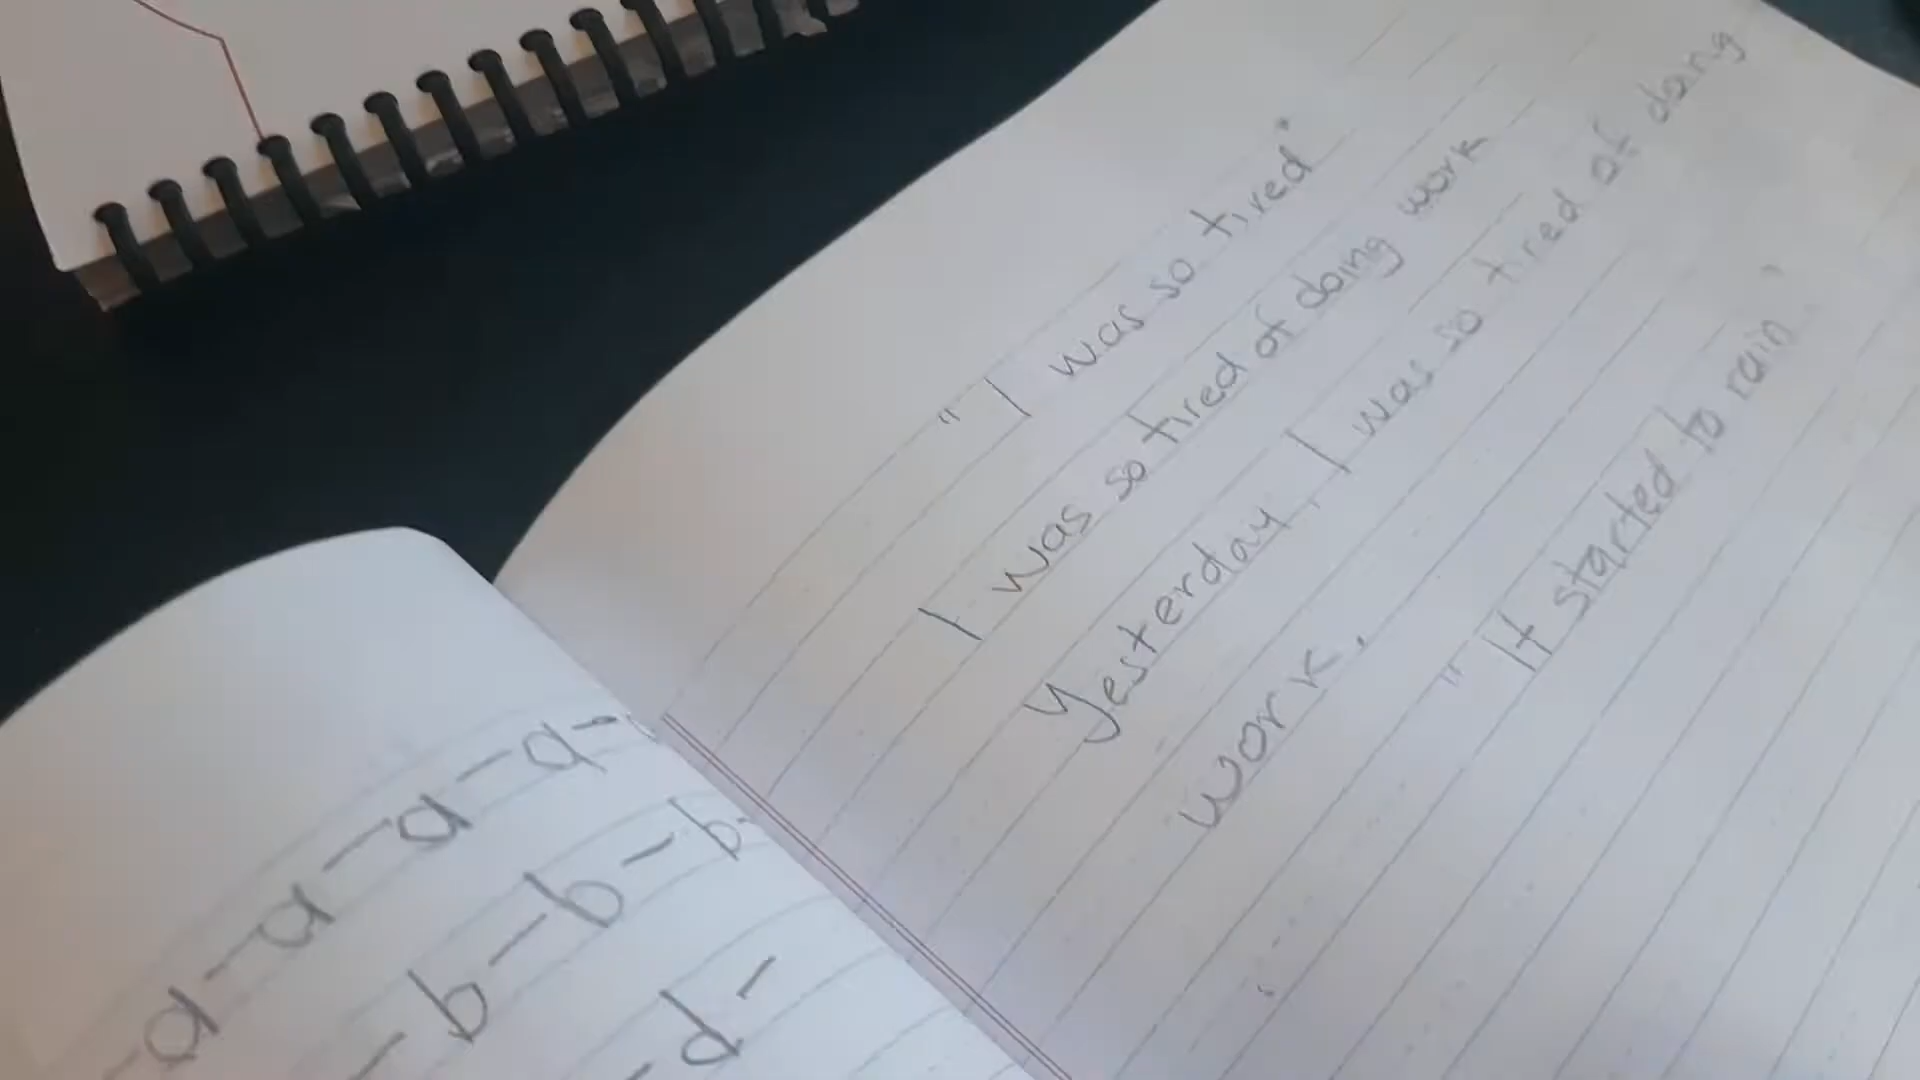 "I was so tired"
I was so tired of doing work
Yesterday, I was so tired of doing
work.
"It started to rain"
a-a-a-a-
-d-d-d
-d-